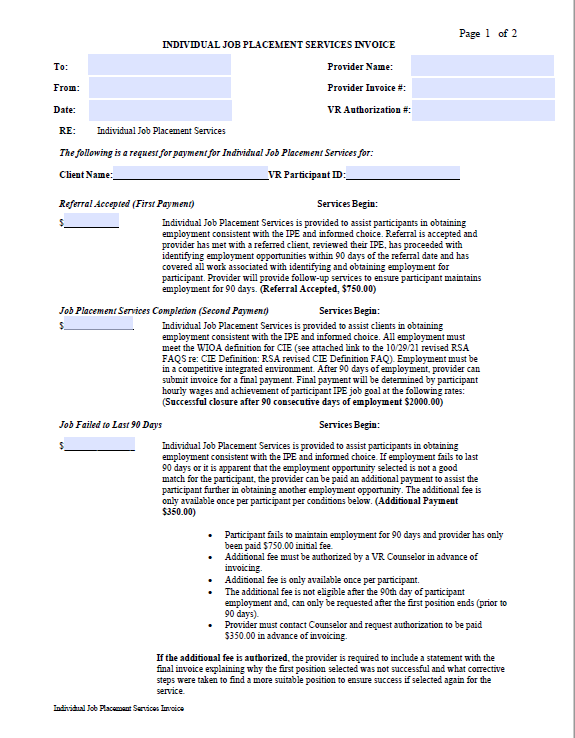 Page 1 of 2
INDIVIDUAL JOB PLACEMENT SERVICES INVOICE
To:
Provider Name:
From:
Provider Invoice #:
Date:
VR Authorization #:
RE: Individual Job Placement Services
The following is a request for payment for Individual Job Placement Services for:
Client Name: VR Participant ID:
Referral Accepted (First Payment) Services Begin:
$
Individual Job Placement Services is provided to assist participants in obtaining
employment consistent with the IPE and informed choice. Referral is accepted and
provider has met with a referred client, reviewed their IPE, has proceeded with
identifying employment opportunities within 90 days of the referral date and has
covered all work associated with identifying and obtaining employment for
participant. Provider will provide follow-up services to ensure participant maintains
employment for 90 days. (Referral Accepted, $750.00)
Job Placement Services Completion (Second Payment) Services Begin:
$
Individual Job Placement Services is provided to assist clients in obtaining
employment consistent with the IPE and informed choice. All employment must
meet the WIOA definition for CIE (see attached link to the 10/29/21 revised RSA
FAQS re: CIE Definition: RSA revised CIE Definition FAQ). Employment must be
in a competitive integrated environment. After 90 days of employment, provider can
submit invoice for a final payment. Final payment will be determined by participant
hourly wages and achievement of participant IPE job goal at the following rates:
(Successful closure after 90 consecutive days of employment $2000.00)
Job Failed to Last 90 Days Services Begin:
$
Individual Job Placement Services is provided to assist participants in obtaining
employment consistent with the IPE and informed choice. If employment fails to last
90 days or it is apparent that the employment opportunity selected is not a good
match for the participant, the provider can be paid an additional payment to assist the
participant further in obtaining another employment opportunity. The additional fee is
only available once per participant per conditions below. (Additional Payment
$350.00)
• Participant fails to maintain employment for 90 days and provider has only
been paid $750.00 initial fee.
• Additional fee must be authorized by a VR Counselor in advance of
invoicing.
• Additional fee is only available once per participant.
• The additional fee is not eligible after the 90th day of participant
employment and, can only be requested after the first position ends (prior to
90 days).
• Provider must contact Counselor and request authorization to be paid
$350.00 in advance of invoicing.
If the additional fee is authorized, the provider is required to include a statement with the
final invoice explaining why the first position selected was not successful and what corrective
steps were taken to find a more suitable position to ensure success if selected again for the
service.
Individual Job Placement Services Invoice